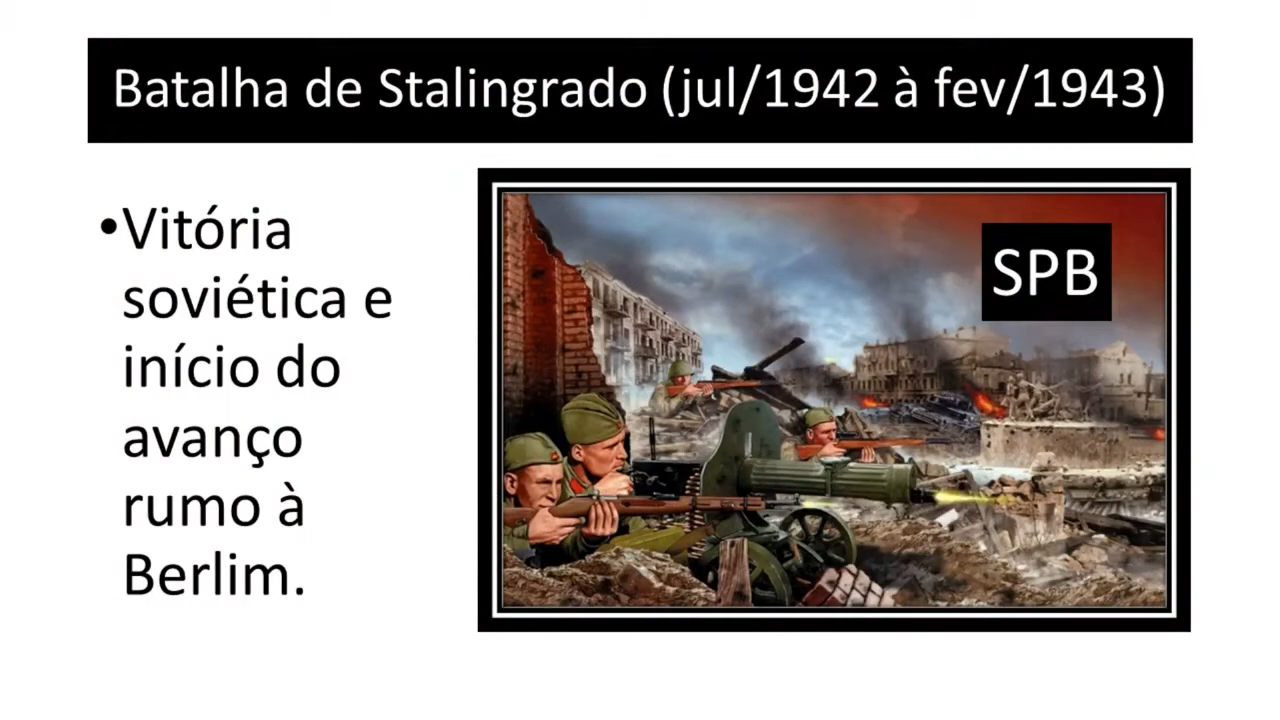 Batalha de Stalingrado (jul/1942 à fev/1943)
•Vitória
soviética e
início do
avanço
rumo à
Berlim.
SPB